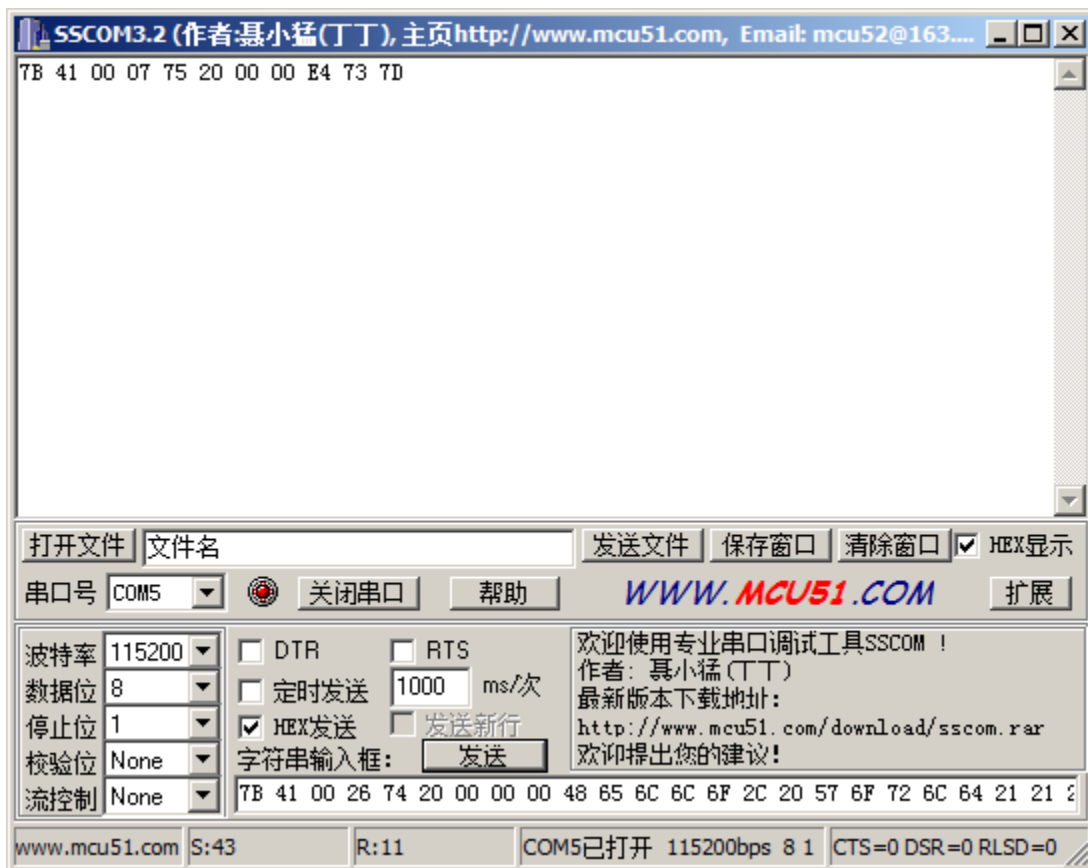 SSCOM3.2 (作者:聂小猛(丁丁), 主页http://www.mcu51.com,  Email: mcu52@163....
7B 41 00 07 75 20 00 00 E4 73 7D
打开文件 文件名 发送文件 保存窗口 清除窗口 HEX显示
串口号 COM5 关闭串口 帮助 WWW.MCU51.COM 扩展
波特率 115200 DTR RTS
数据位 8 定时发送 1000 ms/次
停止位 1 HEX发送 发送新行
校验位 None 字符串输入框: 发送
流控制 None 7B 41 00 26 74 20 00 00 00 48 65 6C 6C 6F 2C 20 57 6F 72 6C 64 21 21
欢迎使用专业串口调试工具SSCOM !
作者: 聂小猛(丁丁)
最新版本下载地址:
http://www.mcu51.com/download/sscom.rar
欢迎提出您的建议!
www.mcu51.com S:43 R:11 COM5已打开 115200bps 8 1 CTS=0 DSR=0 RLSD=0